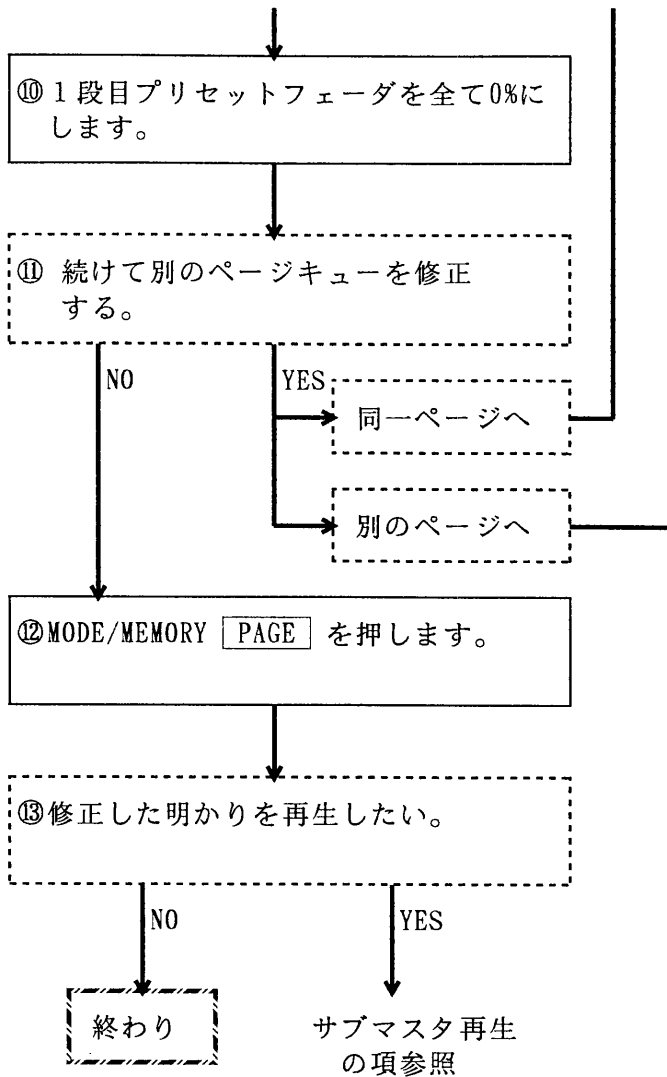 ⑩1段目プリセットフェーダを全て0%に
します。
⑪ 続けて別のページキューを修正
する。
NO
YES
同一ページへ
別のページへ
⑫MODE/MEMORY PAGE を押します。
⑬修正した明かりを再生したい。
NO
YES
終わり
サブマスタ再生
の項参照